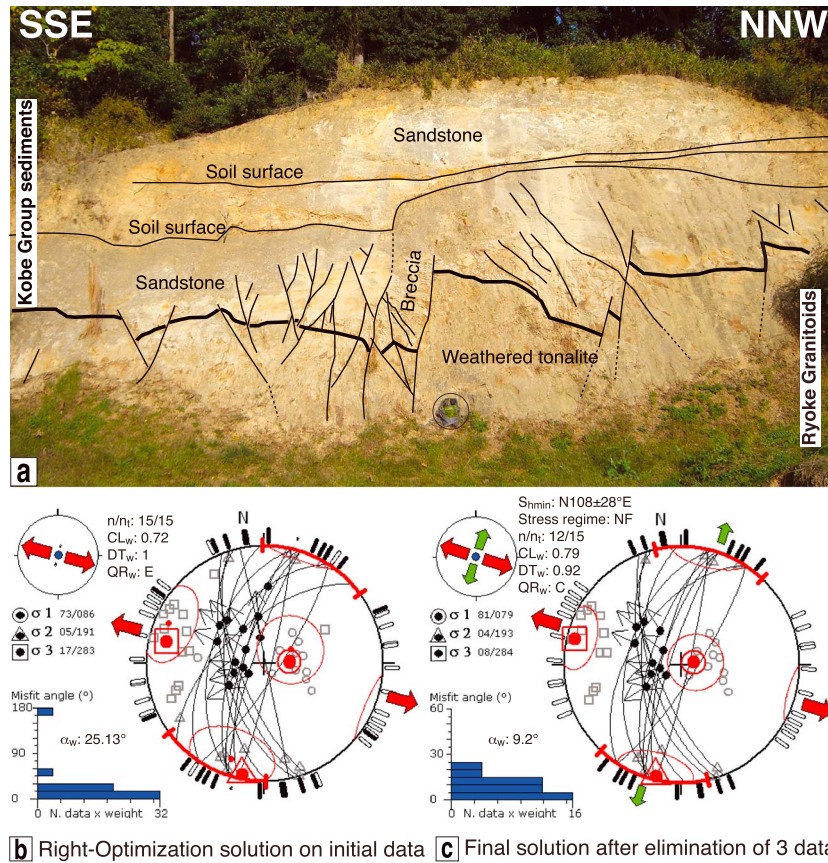 SSE
NNW
Kobe Group sediments
Sandstone
Soil surface
Soil surface
Sandstone
Breccia
Weathered tonalite
Ryoke Granitoids
a
n/nt: 15/15
CLw: 0.72
DTw: 1
QRw: E
σ 1 73/086
σ 2 05/191
σ 3 17/283
N
Misfit angle (°)
180
90
0
αw: 25.13°
0 32
N. data x weight
Shmin: N108±28°E
Stress regime: NF
n/nt: 12/15
CLw: 0.79
DTw: 0.92
QRw: C
σ 1 81/079
σ 2 04/193
σ 3 08/284
N
Misfit angle (°)
60
30
0
αw: 9.2°
0 16
N. data x weight
b Right-Optimization solution on initial data
c Final solution after elimination of 3 data